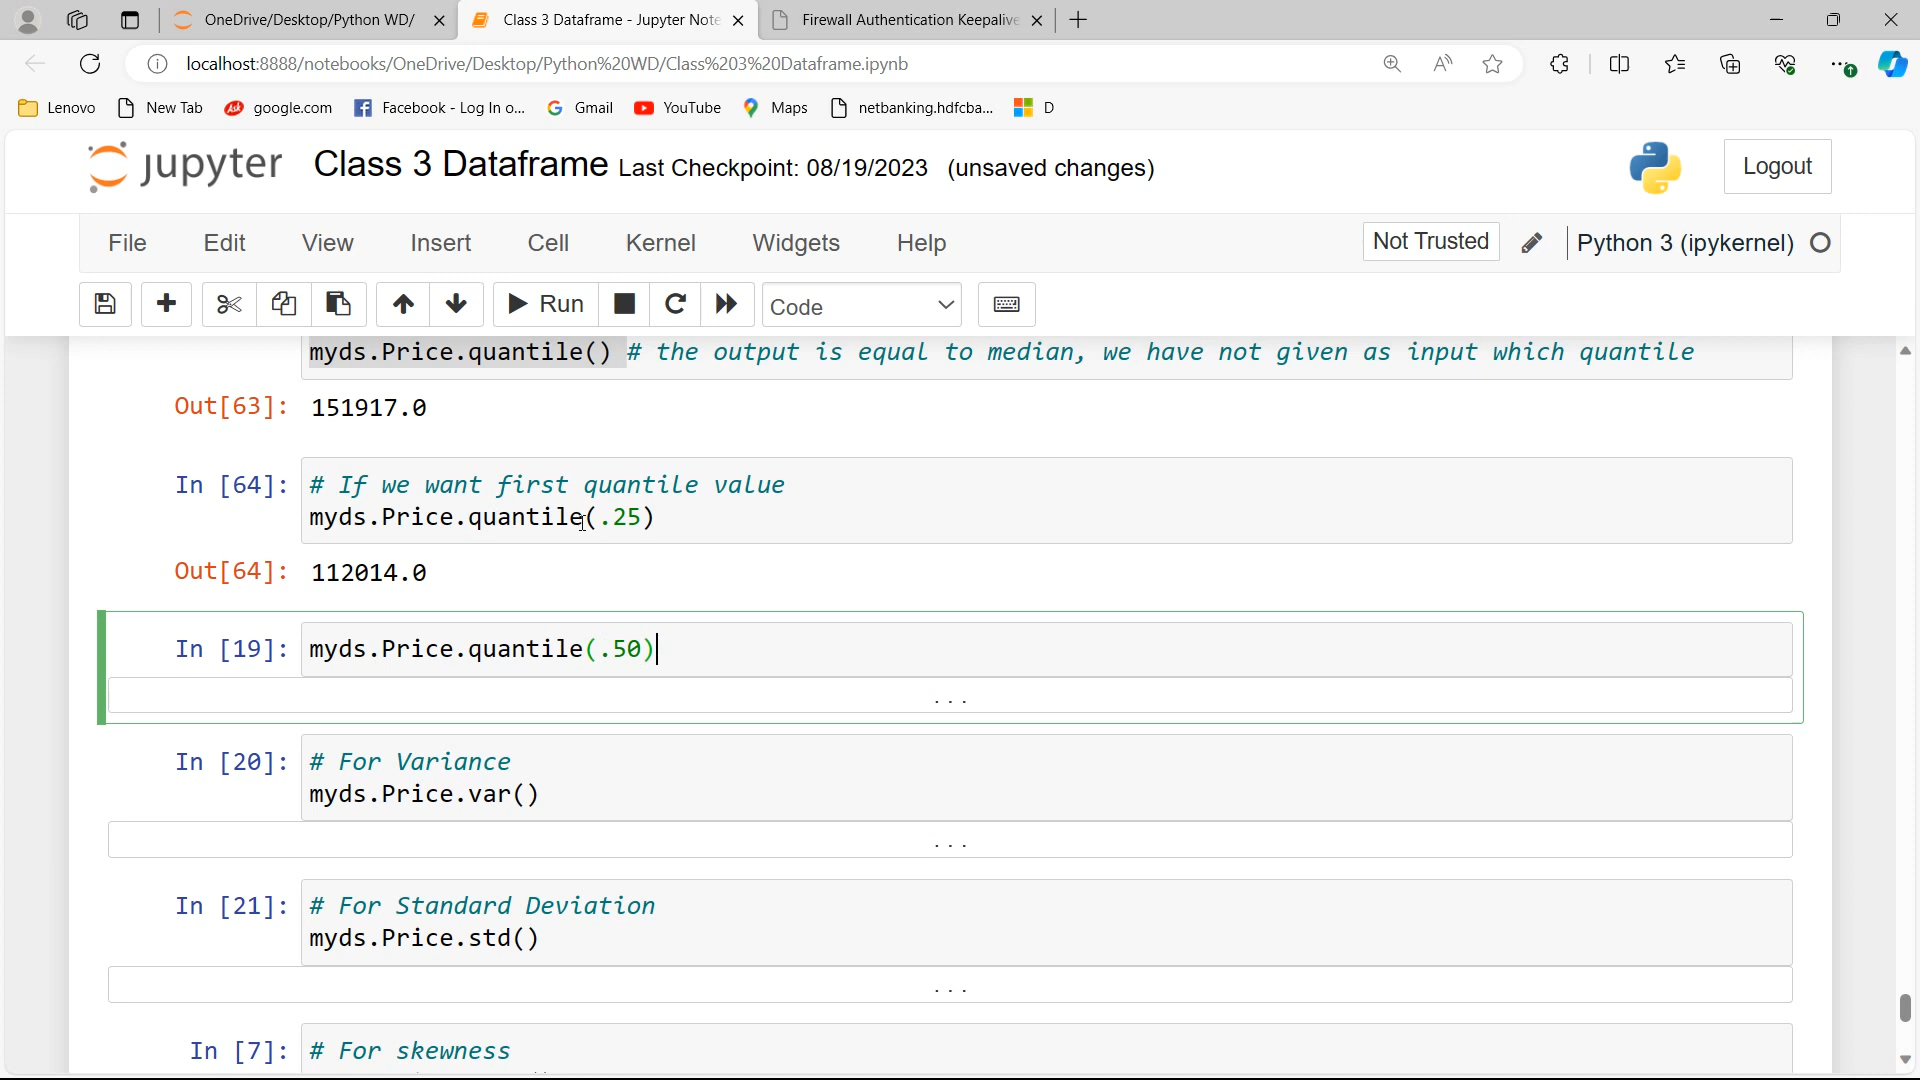 OneDrive/Desktop/Python WD/
Class 3 Dataframe - Jupyter Note
Firewall Authentication Keepalive
localhost:8888/notebooks/OneDrive/Desktop/Python%20WD/Class%203%20Dataframe.ipynb
Lenovo
New Tab
Ask
google.com
Facebook - Log In o...
Gmail
YouTube
Maps
netbanking.hdfcba...
D
jupyter Class 3 Dataframe Last Checkpoint: 08/19/2023 (unsaved changes)
Logout
File Edit View Insert Cell Kernel Widgets Help
Not Trusted
Python 3 (ipykernel)
Run
Code
myds.Price.quantile() # the output is equal to median, we have not given as input which quantile
Out[63]: 151917.0
In [64]: # If we want first quantile value
myds.Price.quantile(.25)
Out[64]: 112014.0
In [19]: myds.Price.quantile(.50)
...
In [20]: # For Variance
myds.Price.var()
...
In [21]: # For Standard Deviation
myds.Price.std()
...
In [7]: # For skewness